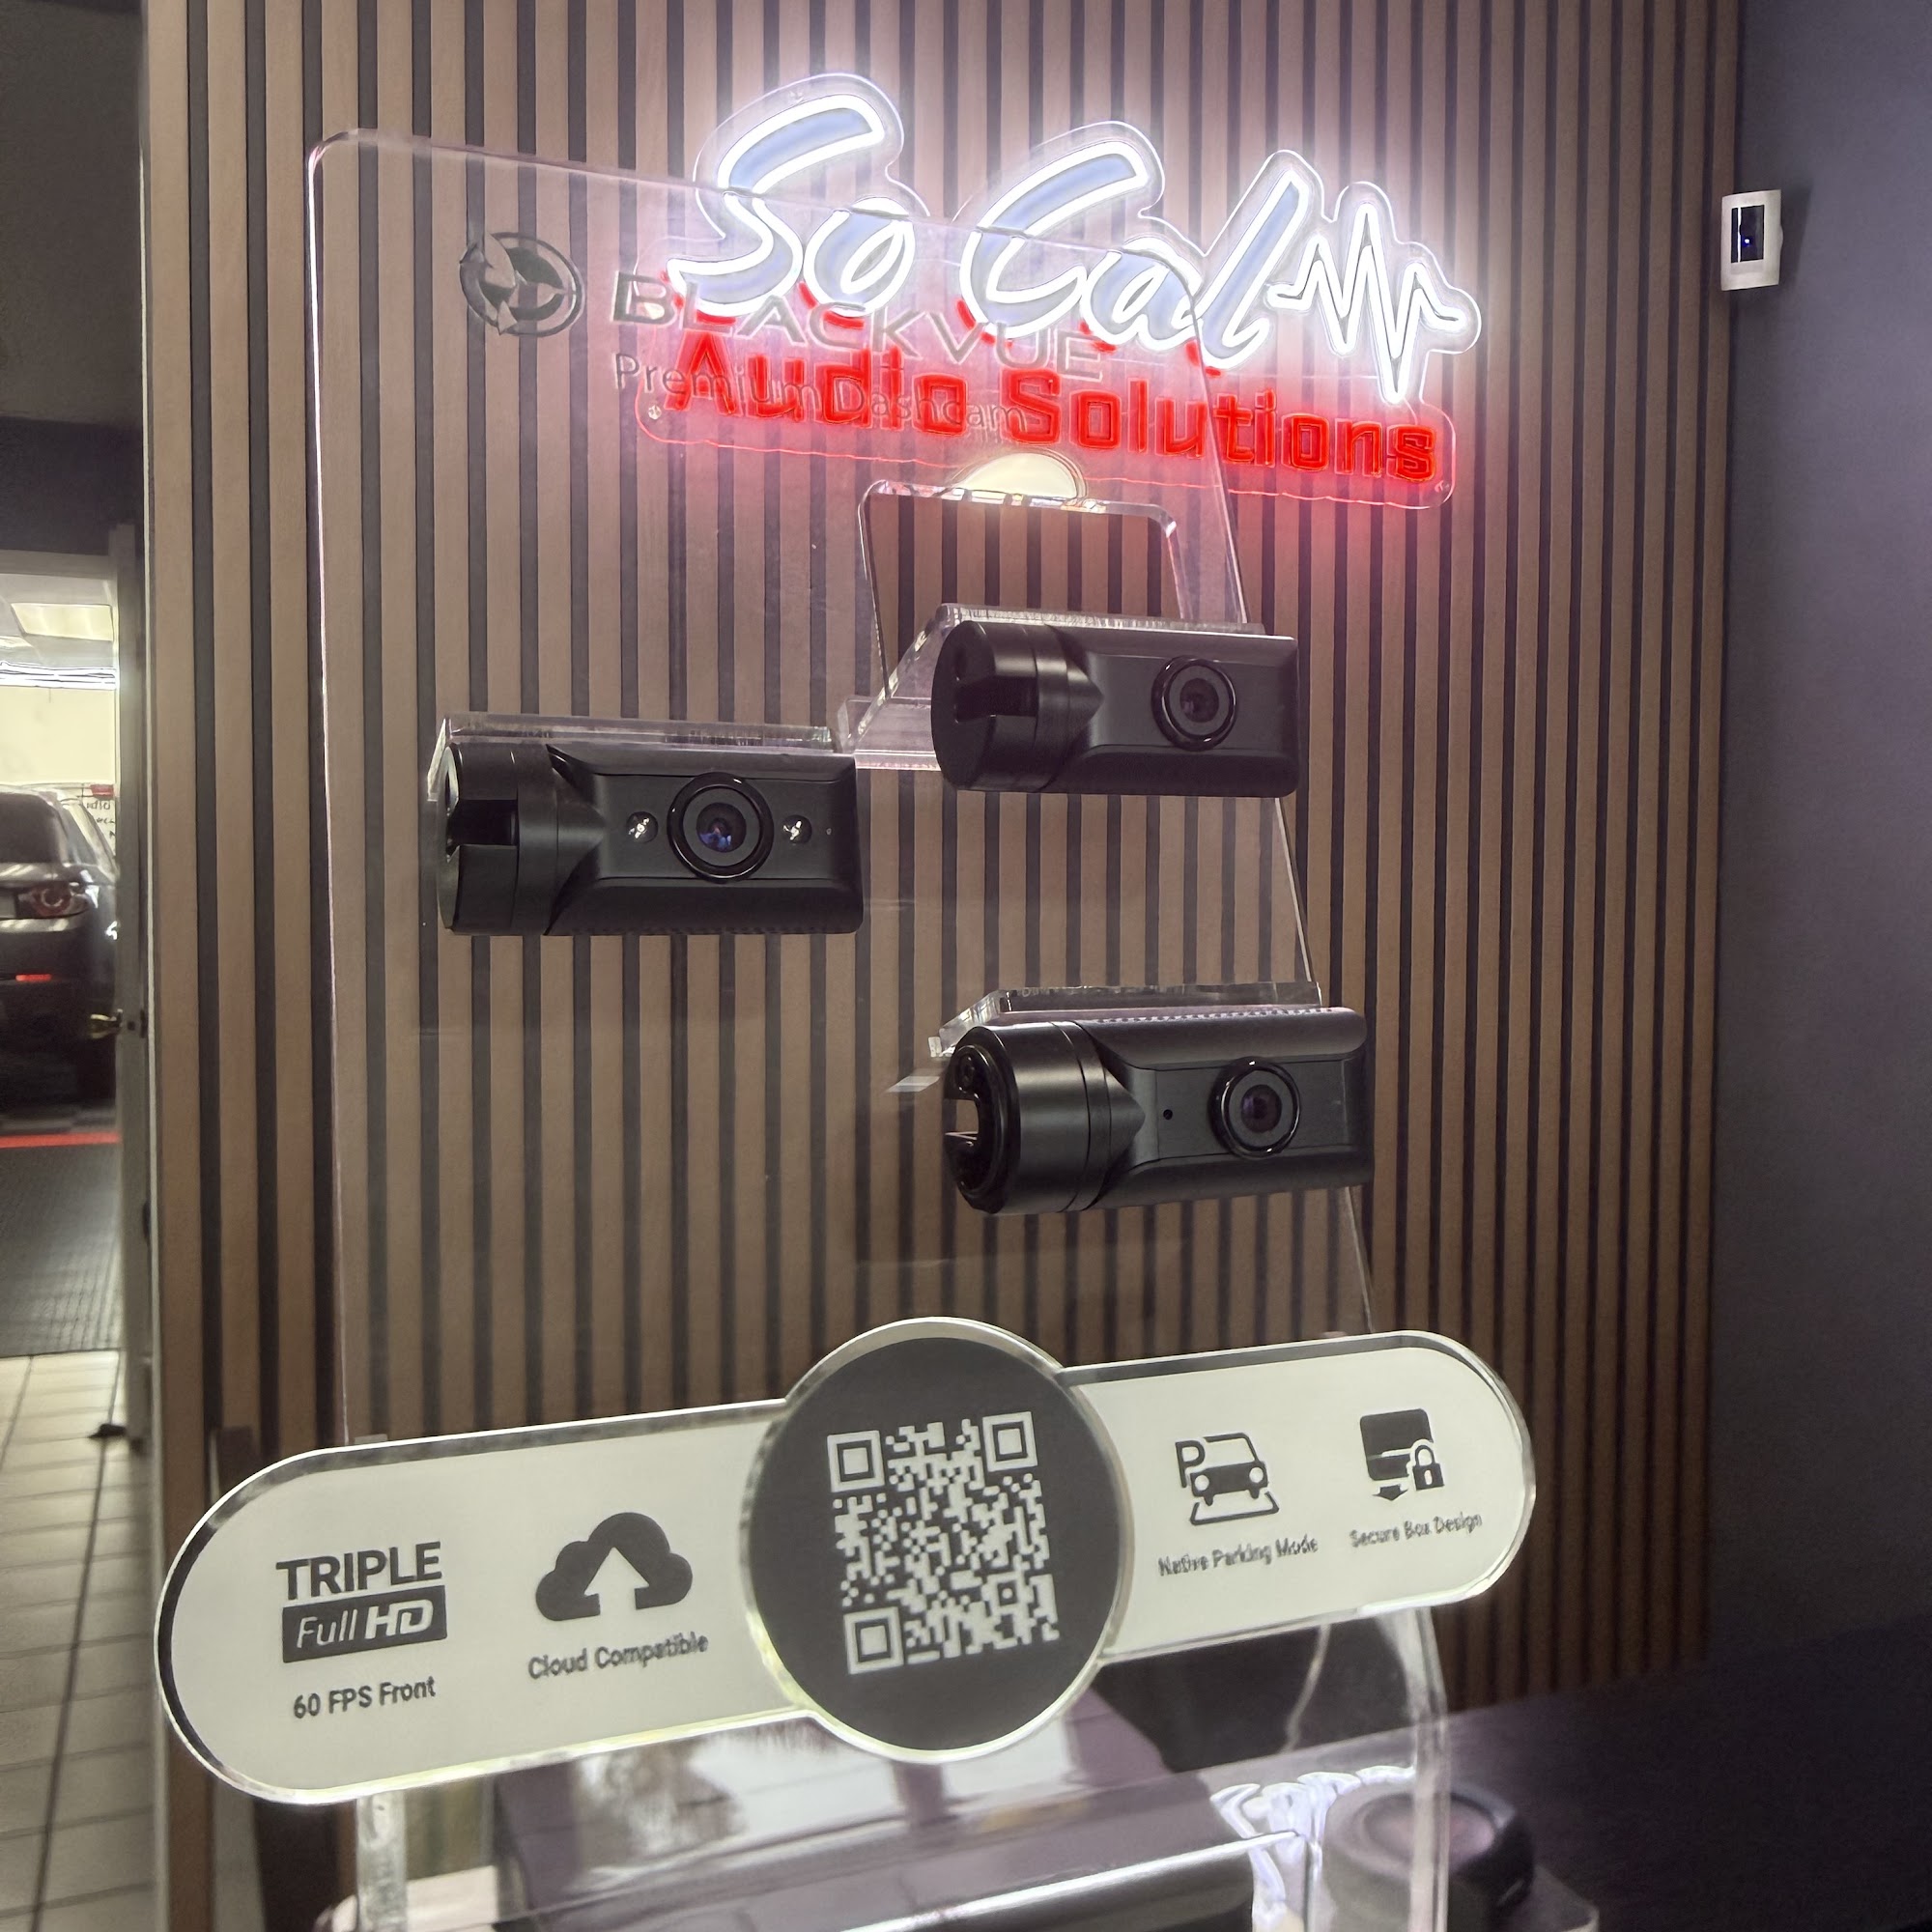 So Cal
Audio Solutions
BLACKVUE
Premium Dashcam
TRIPLE
Full HD
60 FPS Front
Cloud Compatible
P
Native Parking Mode
Secure Box Design